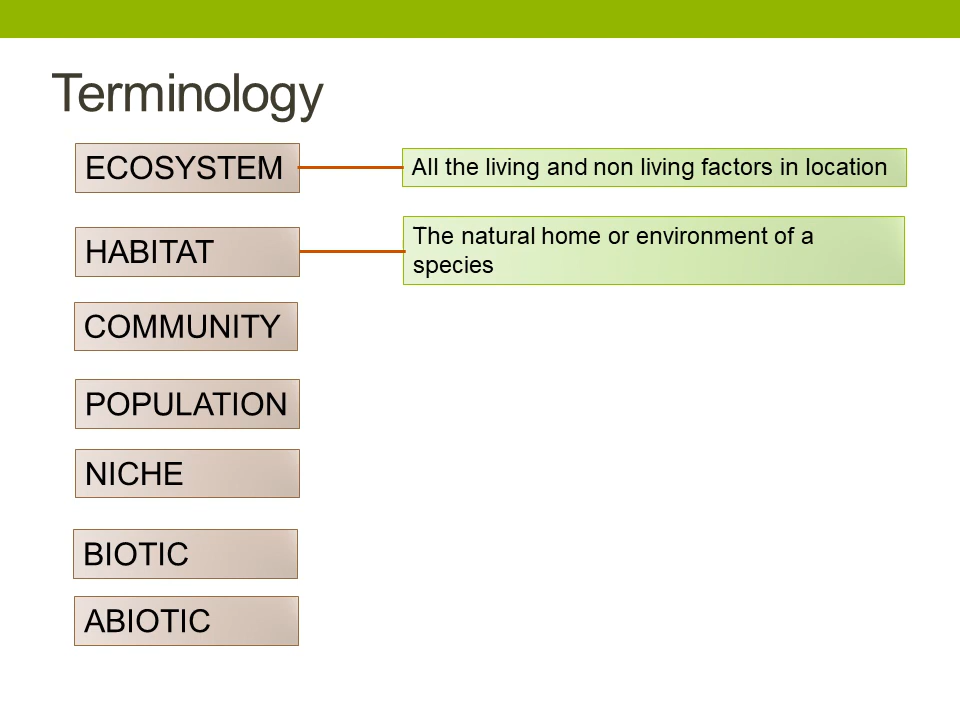 Terminology
ECOSYSTEM
All the living and non living factors in location
HABITAT
The natural home or environment of a
species
COMMUNITY
POPULATION
NICHE
BIOTIC
ABIOTIC